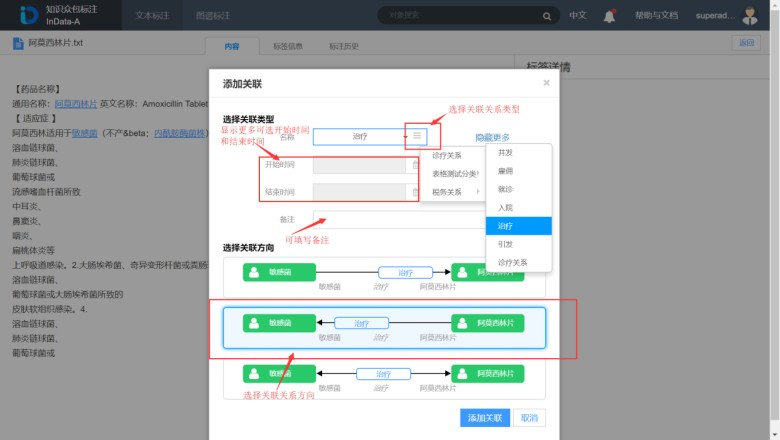 知识众包标注
InData-A
文本标注
图谱标注
中文
帮助与文档
superad...
阿莫西林片.txt
内容
标签信息
标注历史
返回
标签详情
【药品名称】
通用名称：阿莫西林片 英文名称：Amoxicillin Tablet
【 适应症 】
阿莫西林适用于敏感菌（不产&beta；内酰胺酶菌株）
溶血链球菌、
肺炎链球菌、
葡萄球菌或
流感嗜血杆菌所致
中耳炎、
鼻窦炎、
咽炎、
扁桃体炎等
上呼吸道感染。2.大肠埃希菌、奇异变形杆菌或粪肠
溶血链球菌、
葡萄球菌或大肠埃希菌所致的
皮肤软组织感染。4.
溶血链球菌、
肺炎链球菌、
葡萄球菌或
添加关联
×
选择关联类型
选择关联关系类型
显示更多可选开始时间
和结束时间
名称
治疗
隐藏更多
开始时间
结束时间
诊疗关系
表格测试分类
税务关系
并发
雇佣
就诊
入院
治疗
引发
诊疗关系
备注
可填写备注
选择关联方向
敏感菌
治疗
阿莫西林片
敏感菌
治疗
阿莫西林片
敏感菌
治疗
阿莫西林片
敏感菌
治疗
阿莫西林片
敏感菌
治疗
阿莫西林片
敏感菌
治疗
阿莫西林片
选择关联关系方向
添加关联
取消